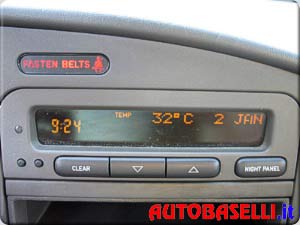 FASTEN BELTS
TEMP
9:24 32°C 2 JAN
CLEAR NIGHT PANEL
AUTOBASELLI.it